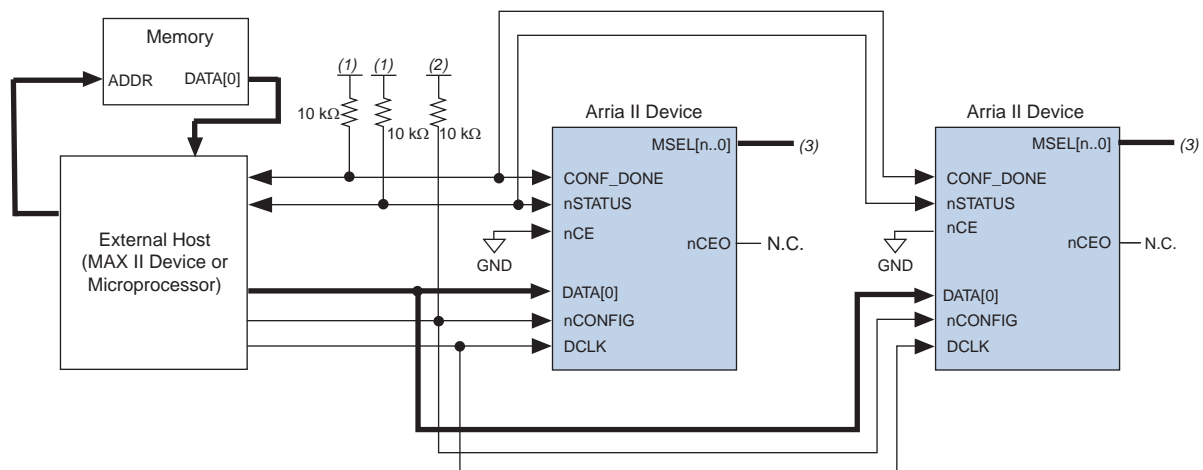 Memory
ADDR
DATA[0]
(1)
(1)
(2)
10 kΩ
10 kΩ
10 kΩ
External Host
(MAX II Device or
Microprocessor)
Arria II Device
MSEL[n..0]
(3)
CONF_DONE
nSTATUS
nCE
nCEO
N.C.
GND
DATA[0]
nCONFIG
DCLK
Arria II Device
MSEL[n..0]
(3)
CONF_DONE
nSTATUS
nCE
nCEO
N.C.
GND
DATA[0]
nCONFIG
DCLK